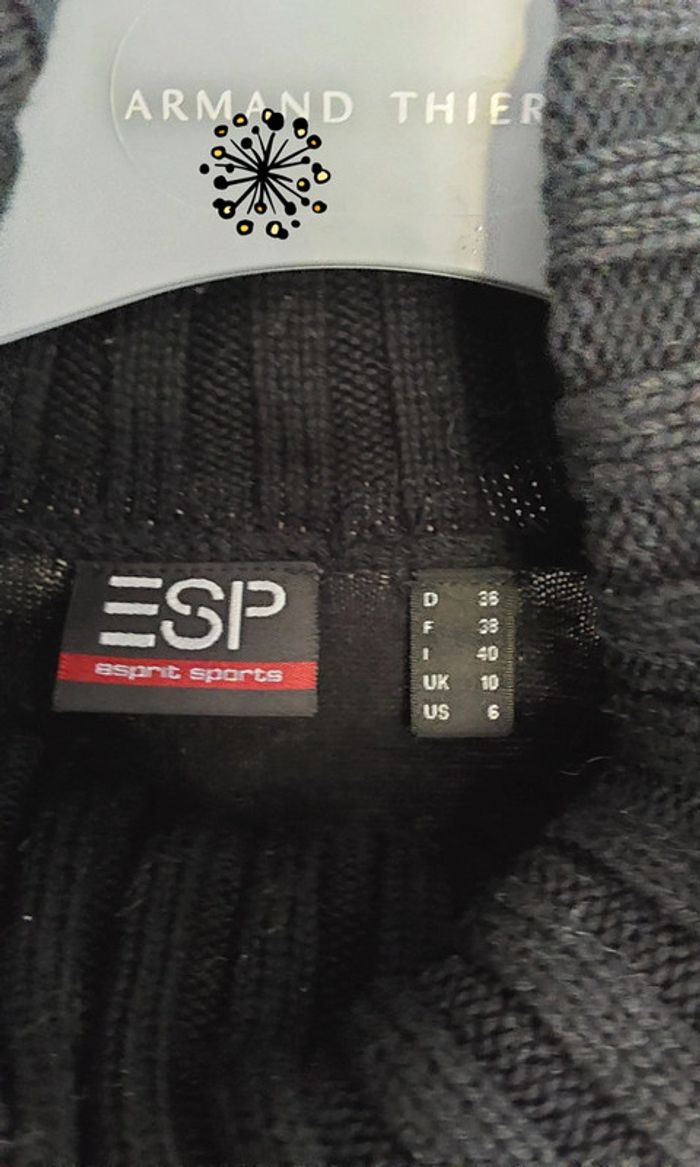 ARMAND THIER
ESP
esprit sports
D 36
F 38
I 40
UK 10
US 6